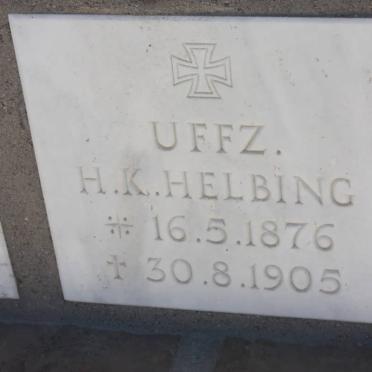 UFFZ.
H.K.HELBING
* 16.5.1876
† 30.8.1905